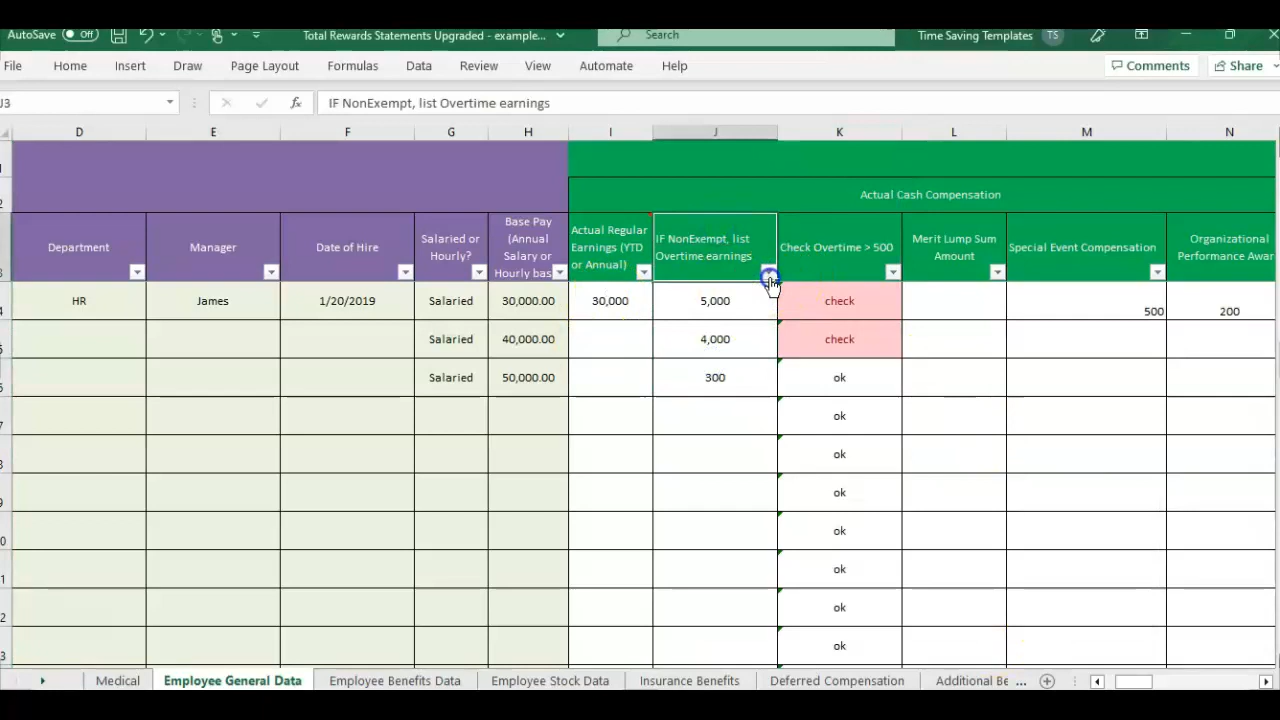 AutoSave Off Total Rewards Statements Upgraded - example... Search Time Saving Templates TS
File Home Insert Draw Page Layout Formulas Data Review View Automate Help Comments Share
J3 fx IF NonExempt, list Overtime earnings
D E F G H I J K L M N
Actual Cash Compensation
Department
Manager
Date of Hire
Salaried or
Hourly?
Base Pay
(Annual
Salary or
Hourly bas
Actual Regular
Earnings (YTD
or Annual)
IF NonExempt, list
Overtime earnings
Check Overtime > 500
Merit Lump Sum
Amount
Special Event Compensation
Organizational
Performance Awar
HR James 1/20/2019 Salaried 30,000.00 30,000 5,000 check 500 200
Salaried 40,000.00 4,000 check
Salaried 50,000.00 300 ok
ok
ok
ok
ok
ok
ok
ok
Medical Employee General Data Employee Benefits Data Employee Stock Data Insurance Benefits Deferred Compensation Additional Be ...